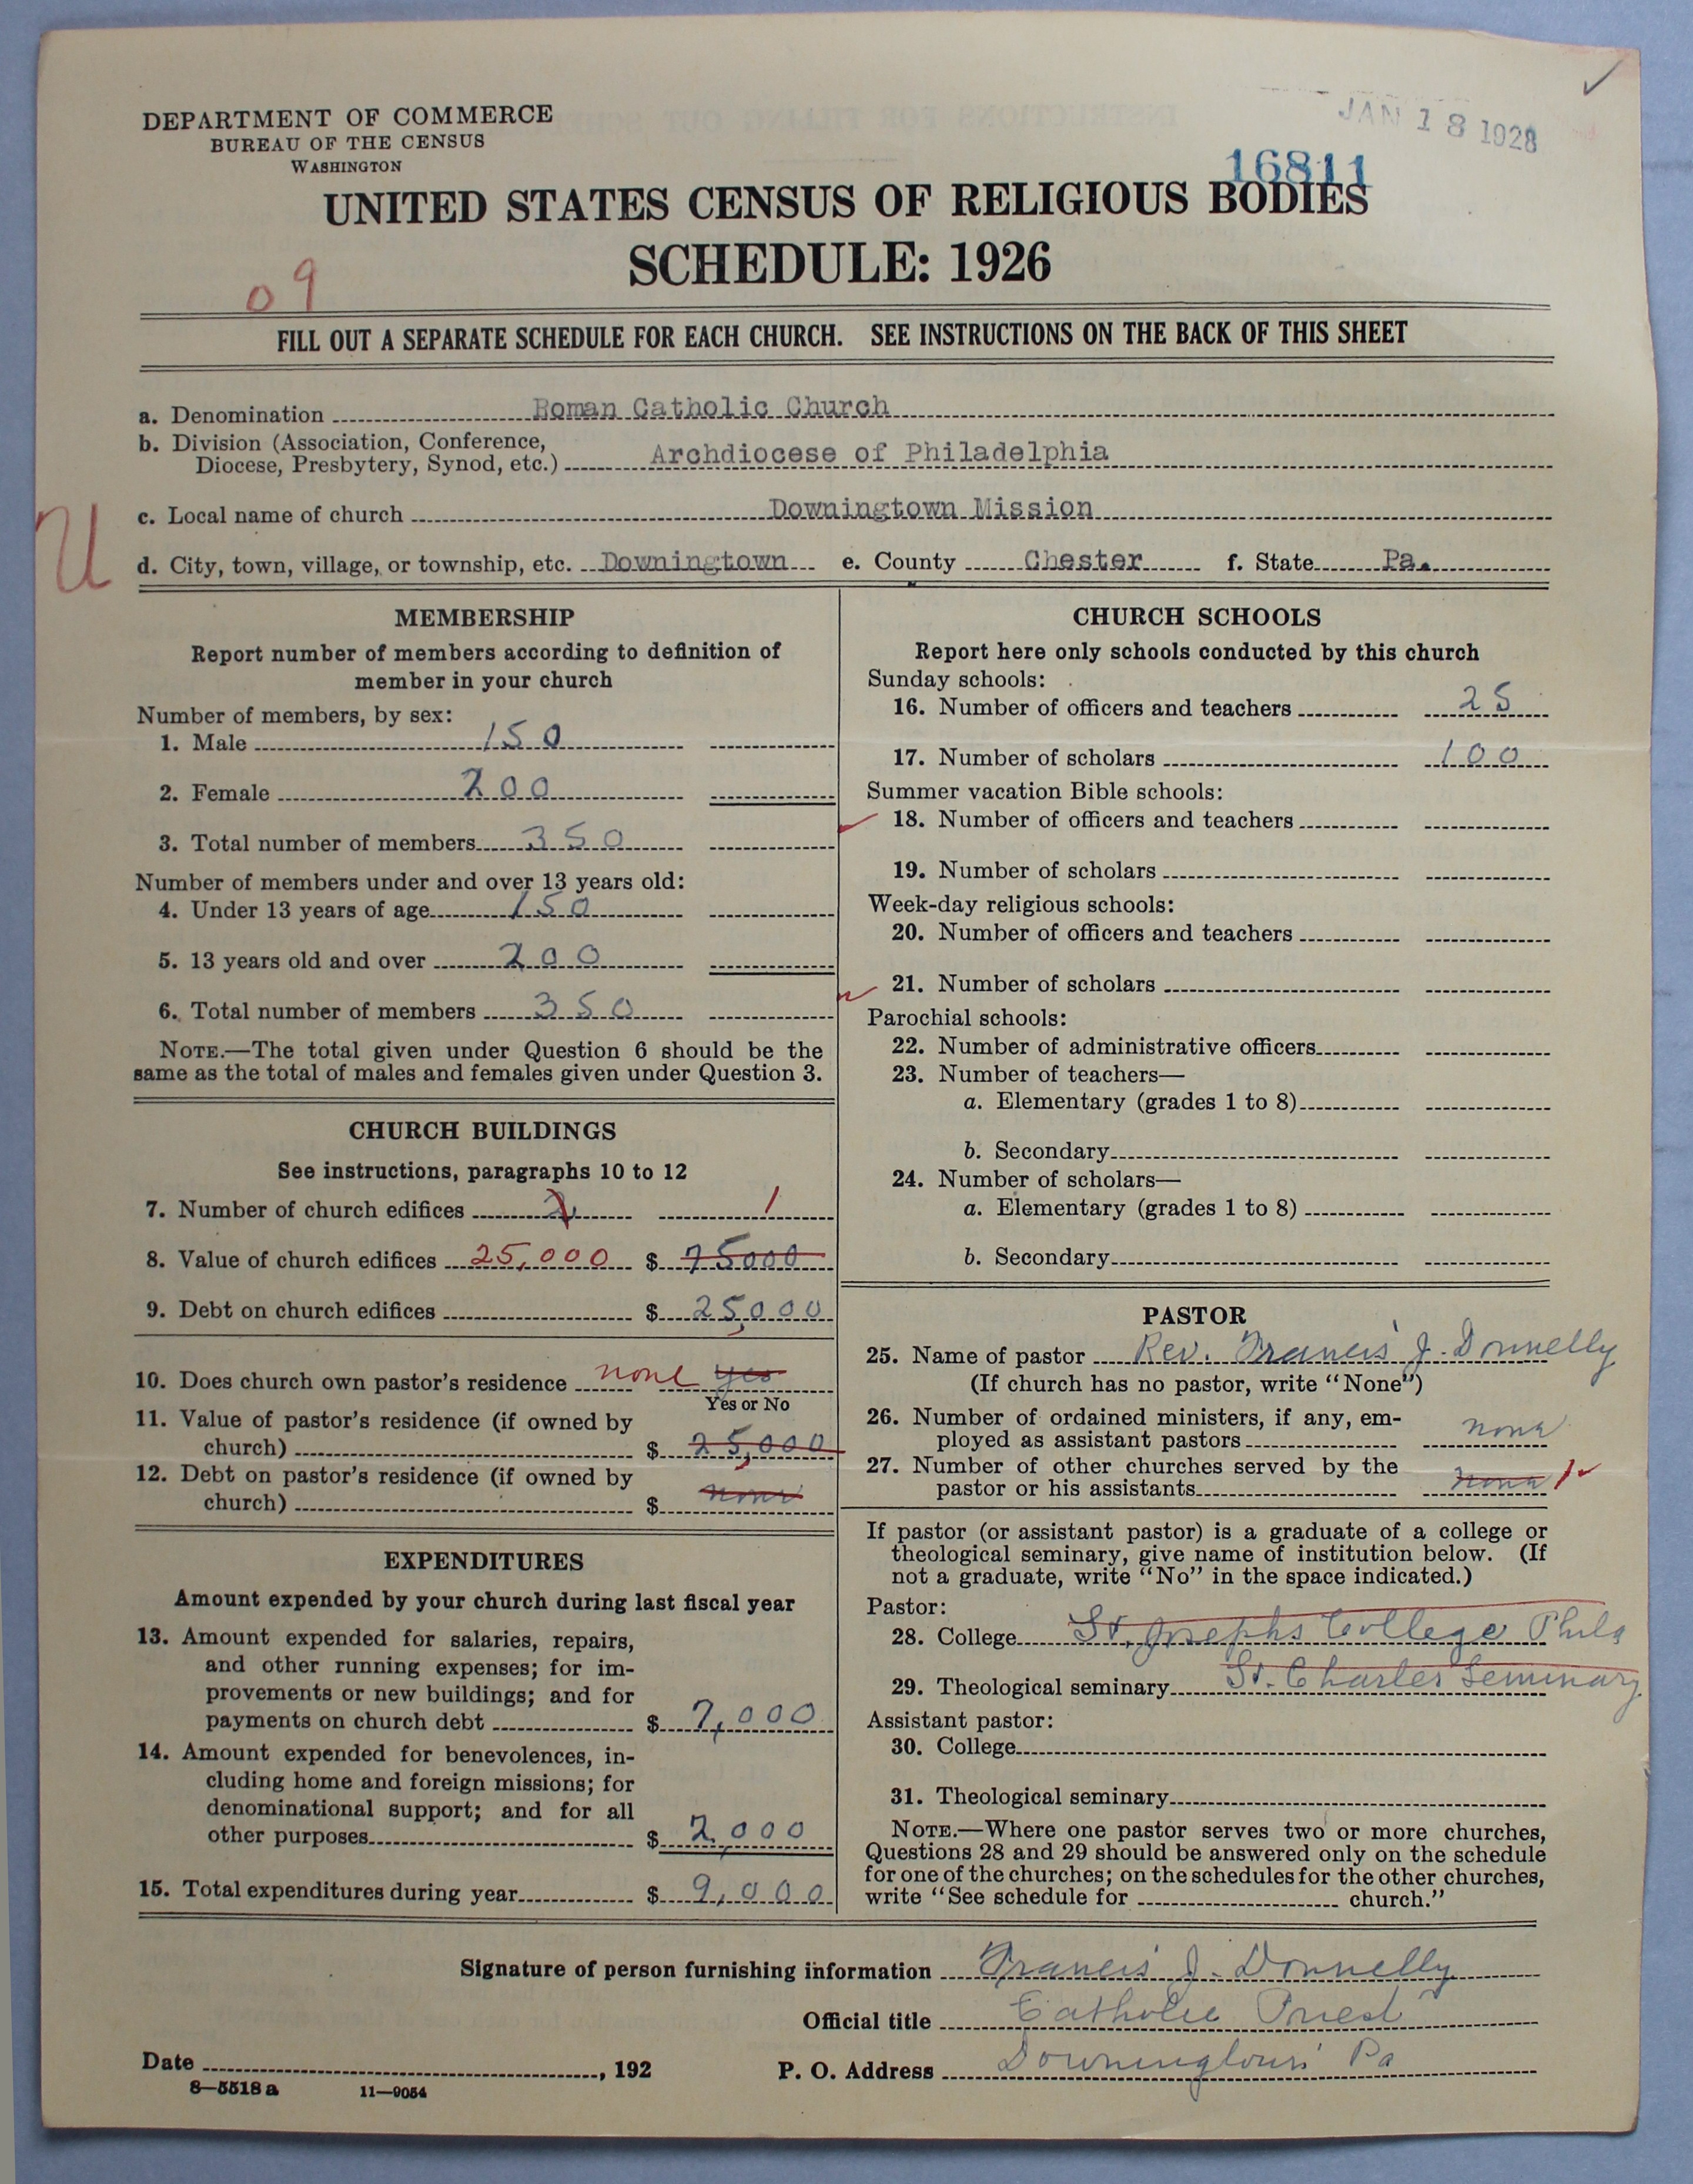 JAN 18 1928
16811
DEPARTMENT OF COMMERCE
BUREAU OF THE CENSUS
WASHINGTON
UNITED STATES CENSUS OF RELIGIOUS BODIES
SCHEDULE: 1926
09
FILL OUT A SEPARATE SCHEDULE FOR EACH CHURCH. SEE INSTRUCTIONS ON THE BACK OF THIS SHEET
a. Denomination Roman Catholic Church
b. Division (Association, Conference,
Diocese, Presbytery, Synod, etc.) Archdiocese of Philadelphia
c. Local name of church Downingtown Mission
U
d. City, town, village, or township, etc. Downingtown e. County Chester f. State Pa.
MEMBERSHIP
Report number of members according to definition of
member in your church
Number of members, by sex:
1. Male 150
2. Female 200
3. Total number of members 350
Number of members under and over 13 years old:
4. Under 13 years of age 150
5. 13 years old and over 200
6. Total number of members 350
NOTE.—The total given under Question 6 should be the
same as the total of males and females given under Question 3.
CHURCH BUILDINGS
See instructions, paragraphs 10 to 12
7. Number of church edifices 2 1
8. Value of church edifices 25,000 $ 75000
9. Debt on church edifices $ 25,000
10. Does church own pastor's residence none yes
Yes or No
11. Value of pastor's residence (if owned by
church) $ 25,000
12. Debt on pastor's residence (if owned by
church) $ none
EXPENDITURES
Amount expended by your church during last fiscal year
13. Amount expended for salaries, repairs,
and other running expenses; for im-
provements or new buildings; and for
payments on church debt $ 7,000
14. Amount expended for benevolences, in-
cluding home and foreign missions; for
denominational support; and for all
other purposes $ 2,000
15. Total expenditures during year $ 9,000
CHURCH SCHOOLS
Report here only schools conducted by this church
Sunday schools:
16. Number of officers and teachers 25
17. Number of scholars 100
Summer vacation Bible schools:
18. Number of officers and teachers
19. Number of scholars
Week-day religious schools:
20. Number of officers and teachers
21. Number of scholars
Parochial schools:
22. Number of administrative officers
23. Number of teachers—
a. Elementary (grades 1 to 8)
b. Secondary
24. Number of scholars—
a. Elementary (grades 1 to 8)
b. Secondary
PASTOR
25. Name of pastor Rev. Francis J. Donnelly
(If church has no pastor, write "None")
26. Number of ordained ministers, if any, em-
ployed as assistant pastors none
27. Number of other churches served by the
pastor or his assistants none 1
If pastor (or assistant pastor) is a graduate of a college or
theological seminary, give name of institution below. (If
not a graduate, write "No" in the space indicated.)
Pastor:
28. College St. Josephs College Phila
29. Theological seminary St. Charles Seminary
Assistant pastor:
30. College
31. Theological seminary
NOTE.—Where one pastor serves two or more churches,
Questions 28 and 29 should be answered only on the schedule
for one of the churches; on the schedules for the other churches,
write "See schedule for church."
Signature of person furnishing information Francis J. Donnelly
Official title Catholic Priest
Date , 192 P. O. Address Downingtown Pa
8—5518 a 11—9054